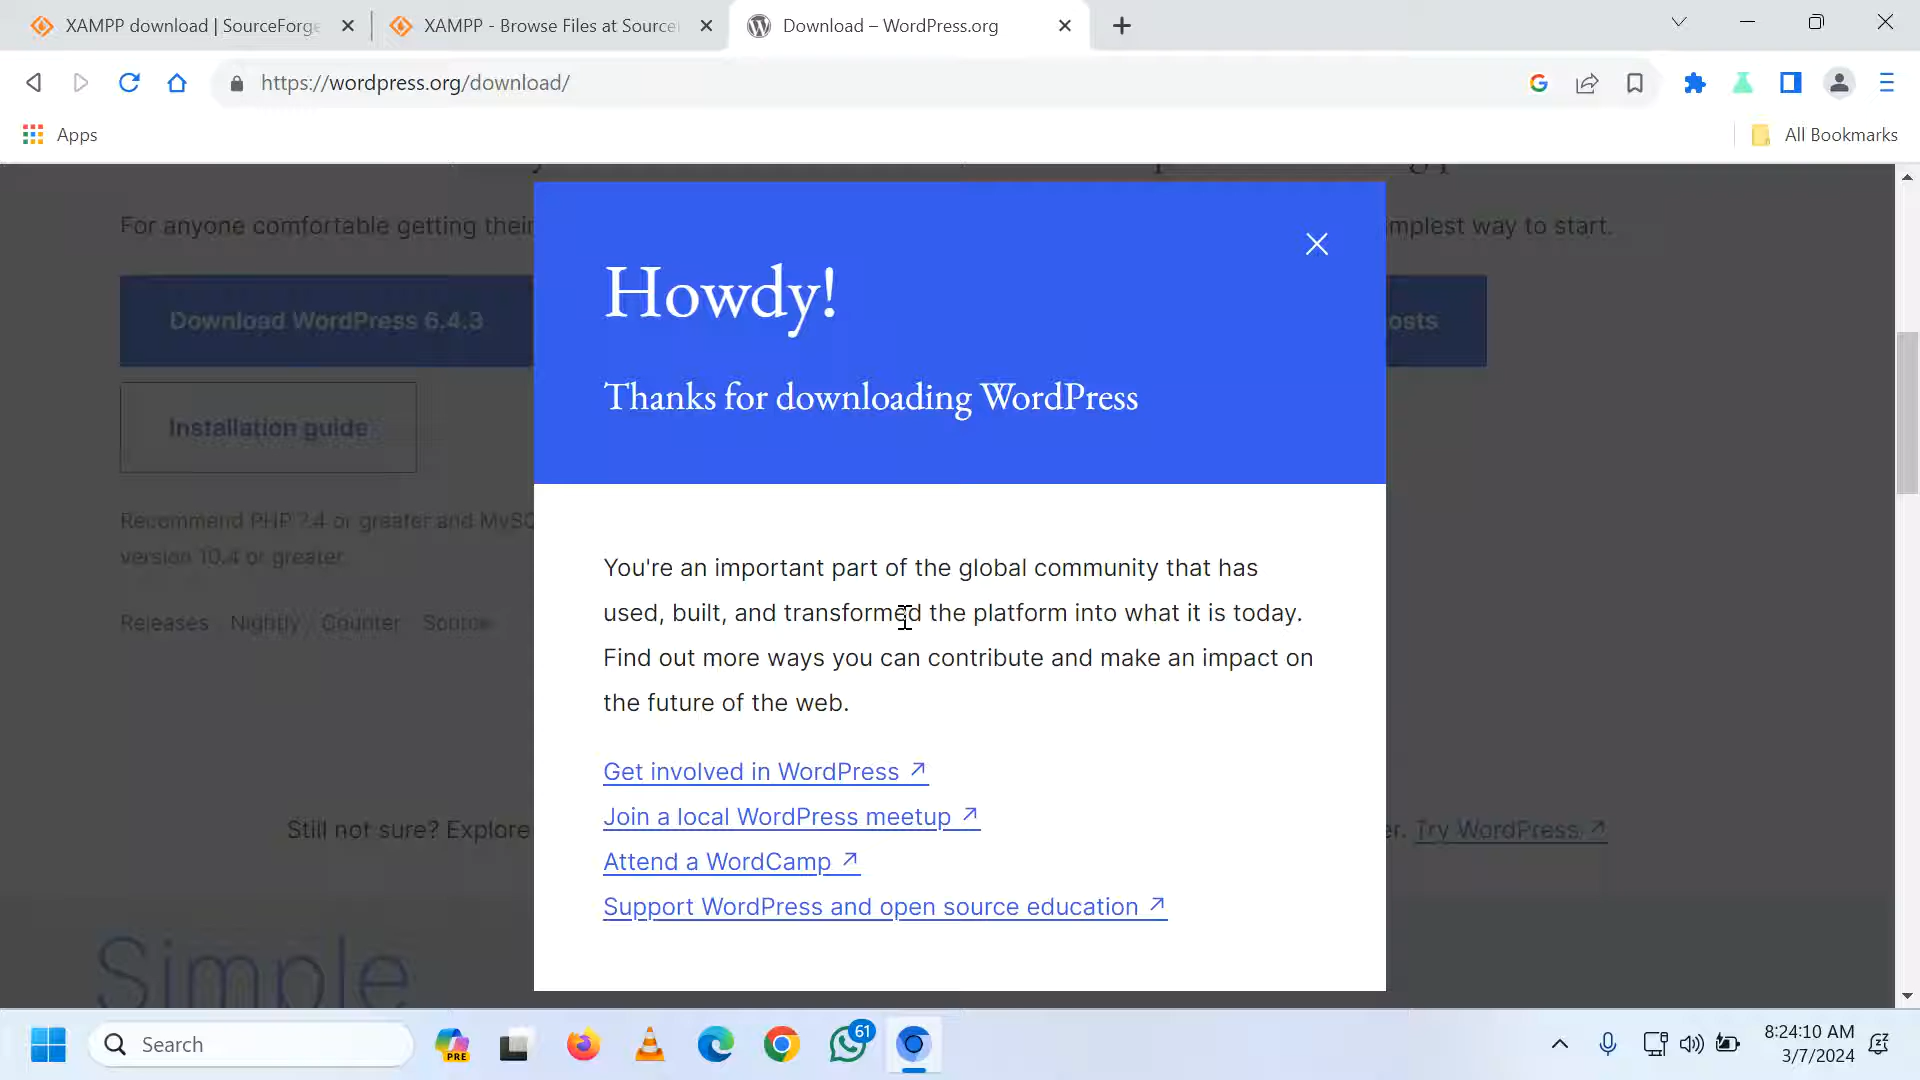 XAMPP download | SourceForge
XAMPP - Browse Files at Source
Download – WordPress.org
https://wordpress.org/download/
Apps
All Bookmarks
For anyone comfortable getting their
mplest way to start.
Howdy!
Thanks for downloading WordPress
Download WordPress 6.4.3
osts
Installation guide
Recommend PHP 7.4 or greater and MySQ
version 10.4 or greater.
Releases Nightly Counter Source
You're an important part of the global community that has
used, built, and transformed the platform into what it is today.
Find out more ways you can contribute and make an impact on
the future of the web.
Get involved in WordPress ↗
Join a local WordPress meetup ↗
Attend a WordCamp ↗
Support WordPress and open source education ↗
Still not sure? Explore
er. Try WordPress ↗
Simple
Search
PRE
61
8:24:10 AM
3/7/2024